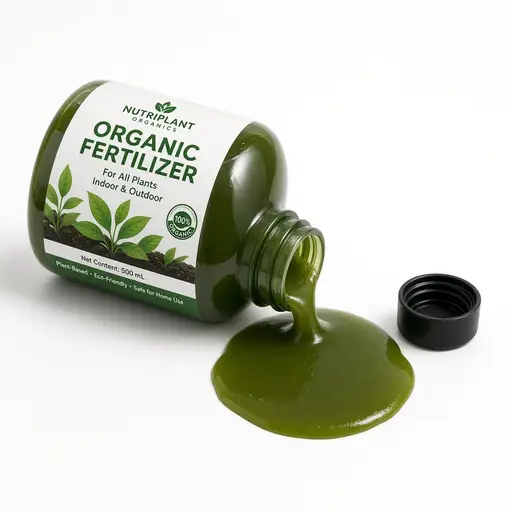 NUTRIPLANT
ORGANICS
ORGANIC
FERTILIZER
For All Plants
Indoor & Outdoor
100%
ORGANIC
Net Content: 500 mL
Plant-Based • Eco-Friendly • Safe for Home Use